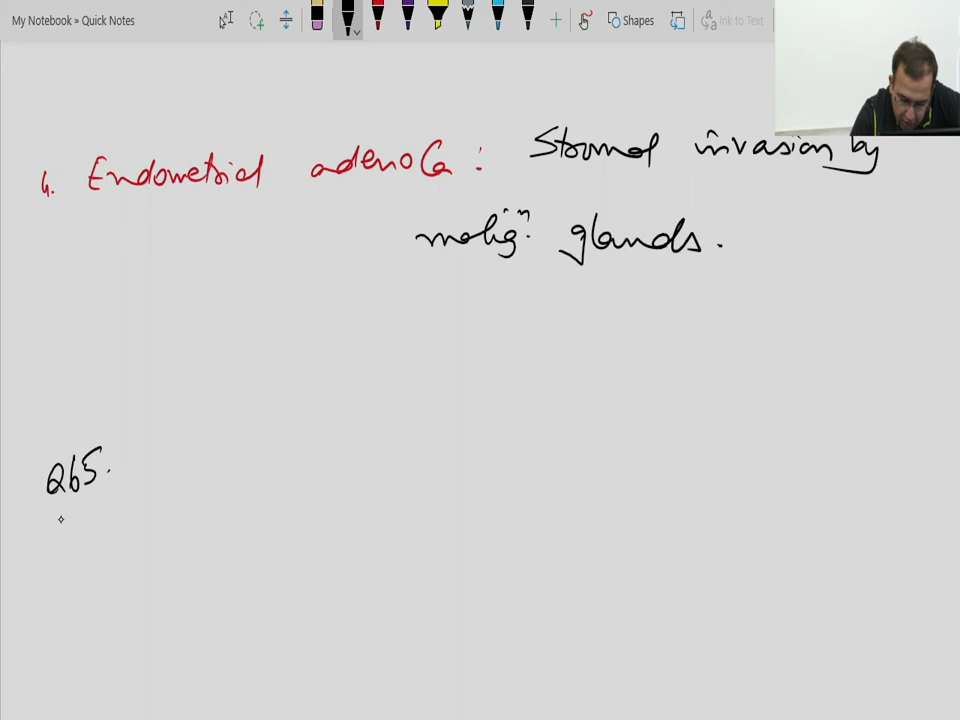 My Notebook » Quick Notes
Shapes
Ink to Text
4. Endometrial adenoCa : Stromal invasion by
malig.n glands.
Q65.